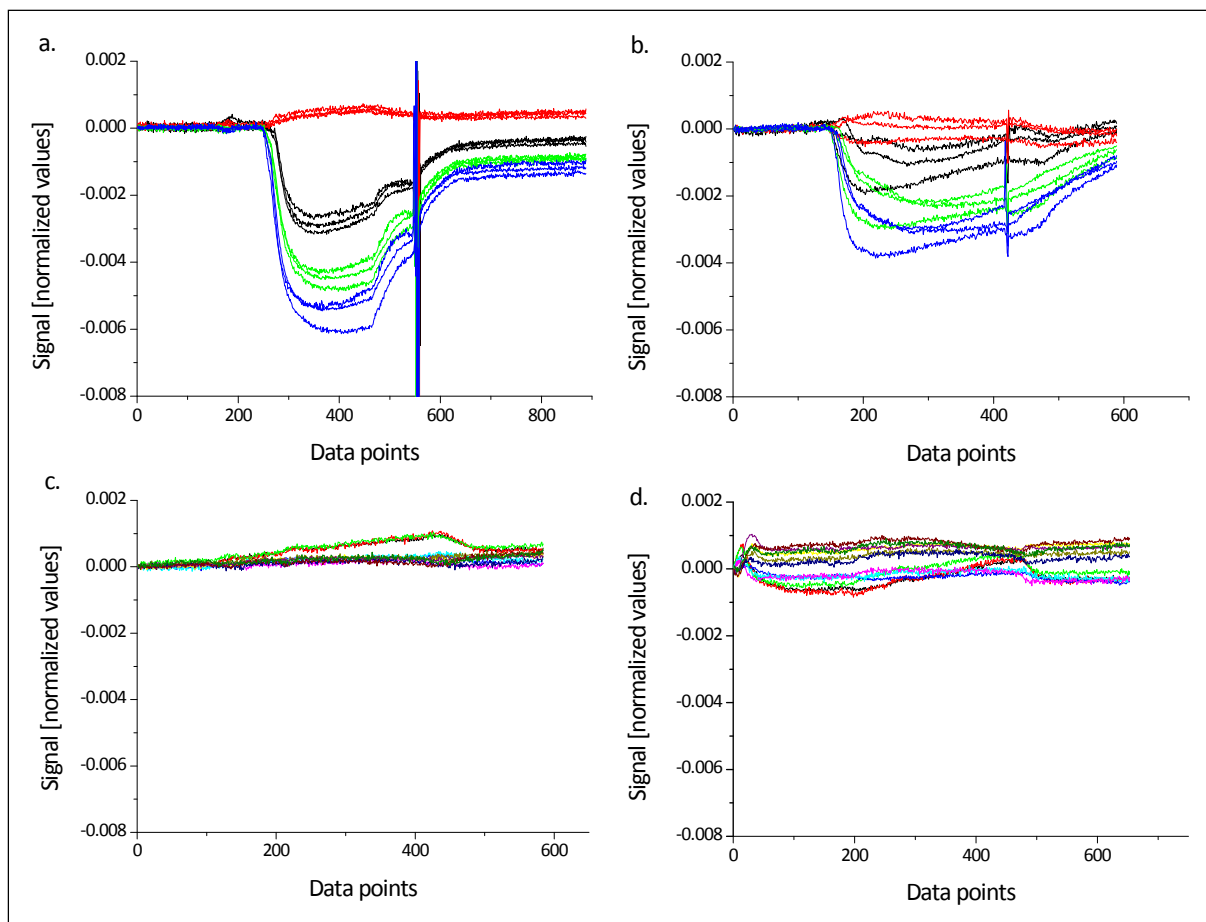 a.
0.002
0.000
-0.002
-0.004
-0.006
-0.008
0 200 400 600 800
Signal [normalized values]
Data points
b.
0.002
0.000
-0.002
-0.004
-0.006
-0.008
0 200 400 600
Signal [normalized values]
Data points
c.
0.002
0.000
-0.002
-0.004
-0.006
-0.008
0 200 400 600
Signal [normalized values]
Data points
d.
0.002
0.000
-0.002
-0.004
-0.006
-0.008
0 200 400 600
Signal [normalized values]
Data points